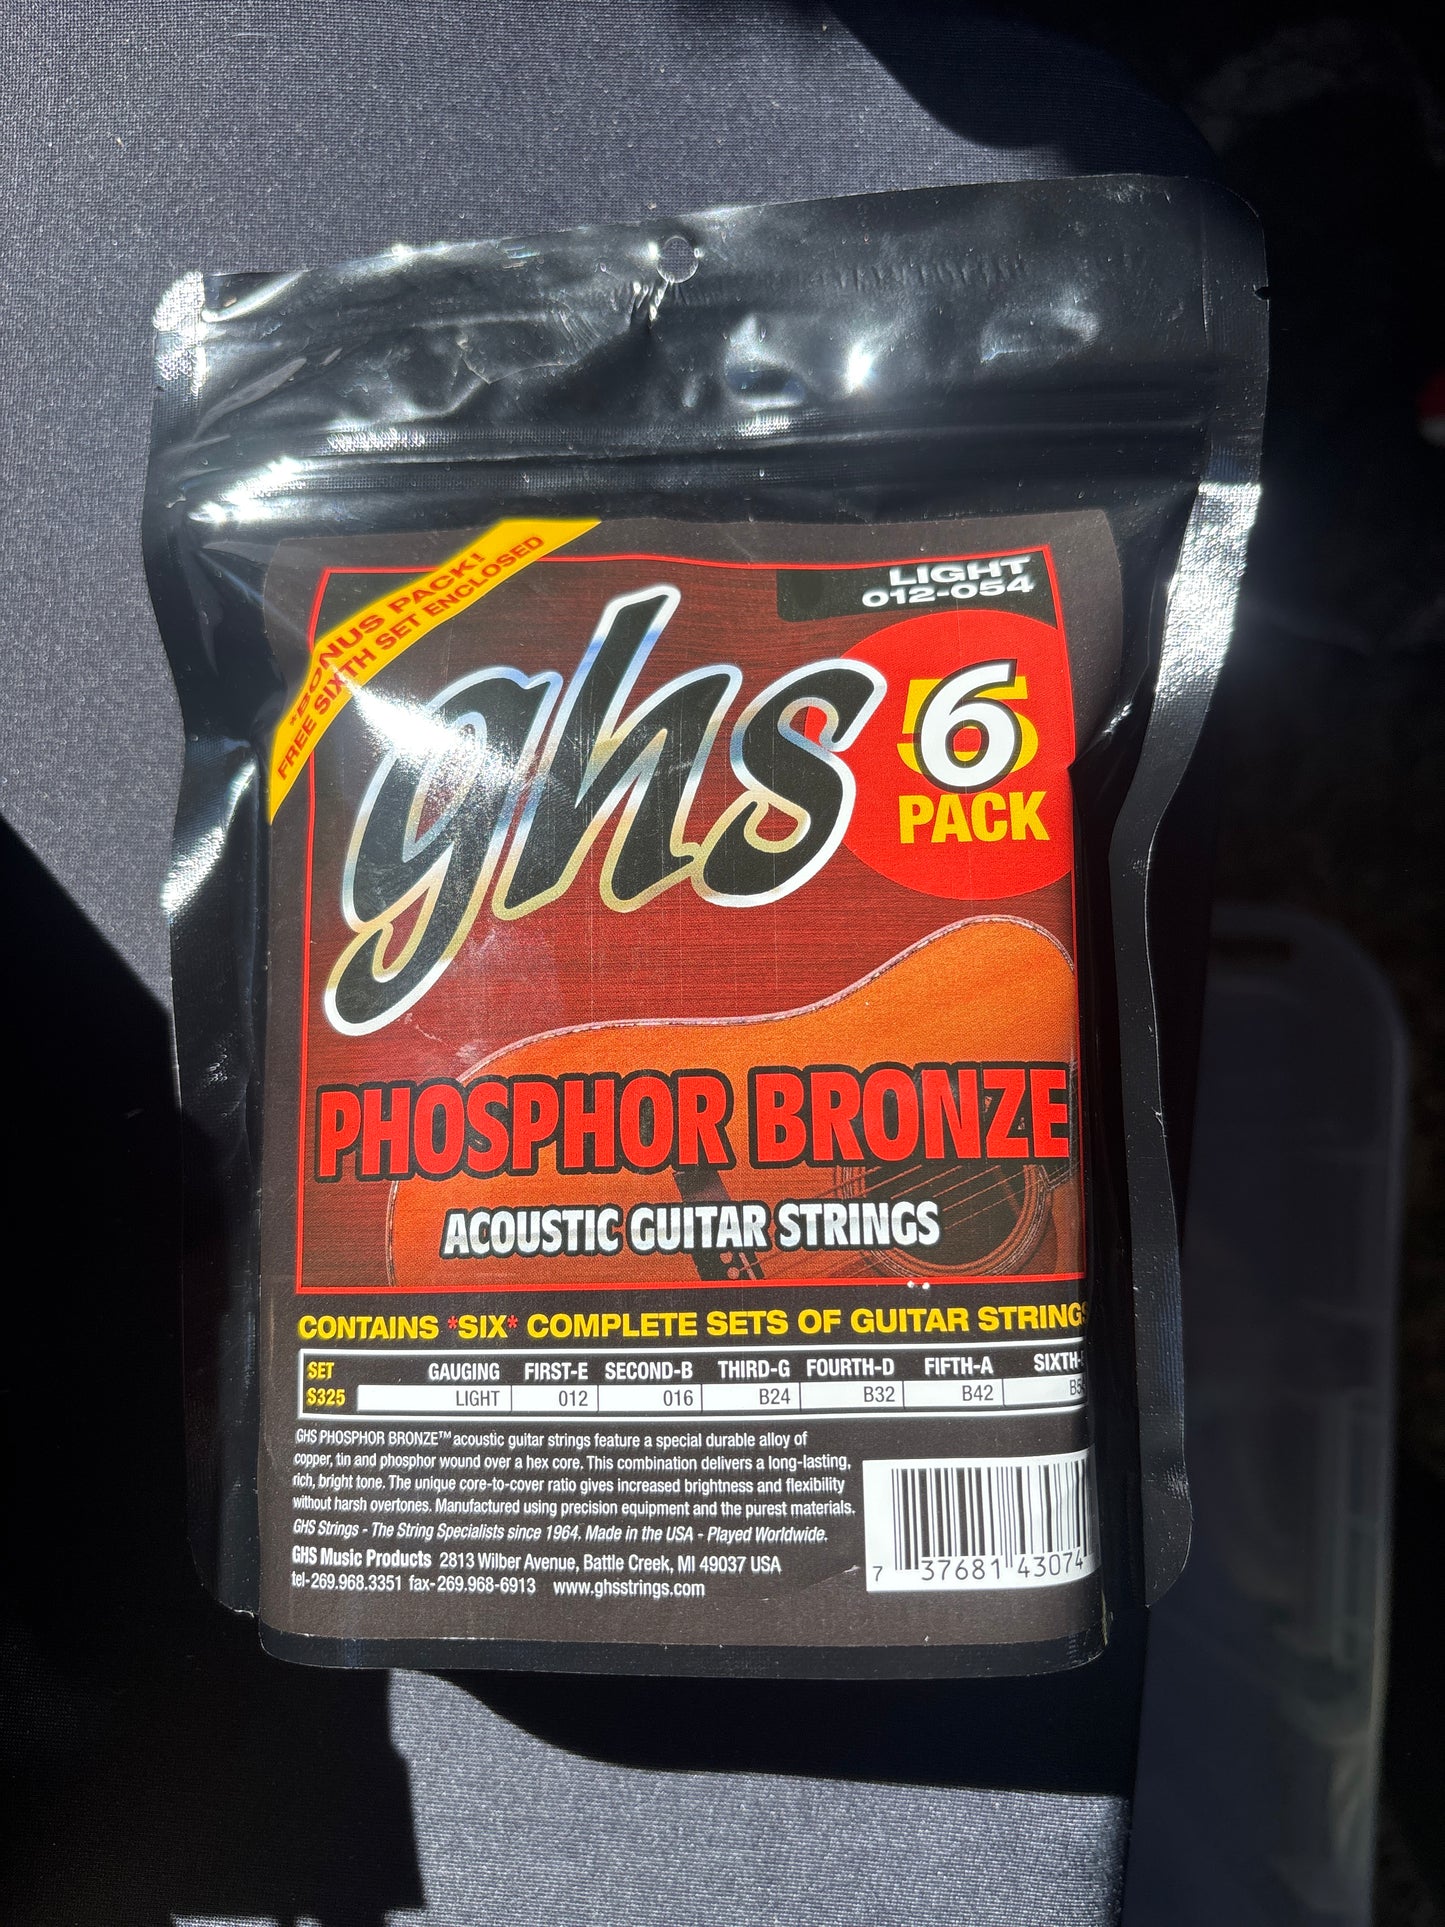 *BONUS PACK!
FREE SIXTH SET ENCLOSED
LIGHT
012-054
ghs
5 6
PACK
PHOSPHOR BRONZE
ACOUSTIC GUITAR STRINGS
CONTAINS *SIX* COMPLETE SETS OF GUITAR STRINGS
SET GAUGING FIRST-E SECOND-B THIRD-G FOURTH-D FIFTH-A SIXTH-
S325 LIGHT 012 016 B24 B32 B42
GHS PHOSPHOR BRONZE™ acoustic guitar strings feature a special durable alloy of
copper, tin and phosphor wound over a hex core. This combination delivers a long-lasting,
rich, bright tone. The unique core-to-cover ratio gives increased brightness and flexibility
without harsh overtones. Manufactured using precision equipment and the purest materials.
GHS Strings - The String Specialists since 1964. Made in the USA - Played Worldwide.
GHS Music Products 2813 Wilber Avenue, Battle Creek, MI 49037 USA
tel-269.968.3351 fax-269.968-6913 www.ghsstrings.com
7 37681 43074